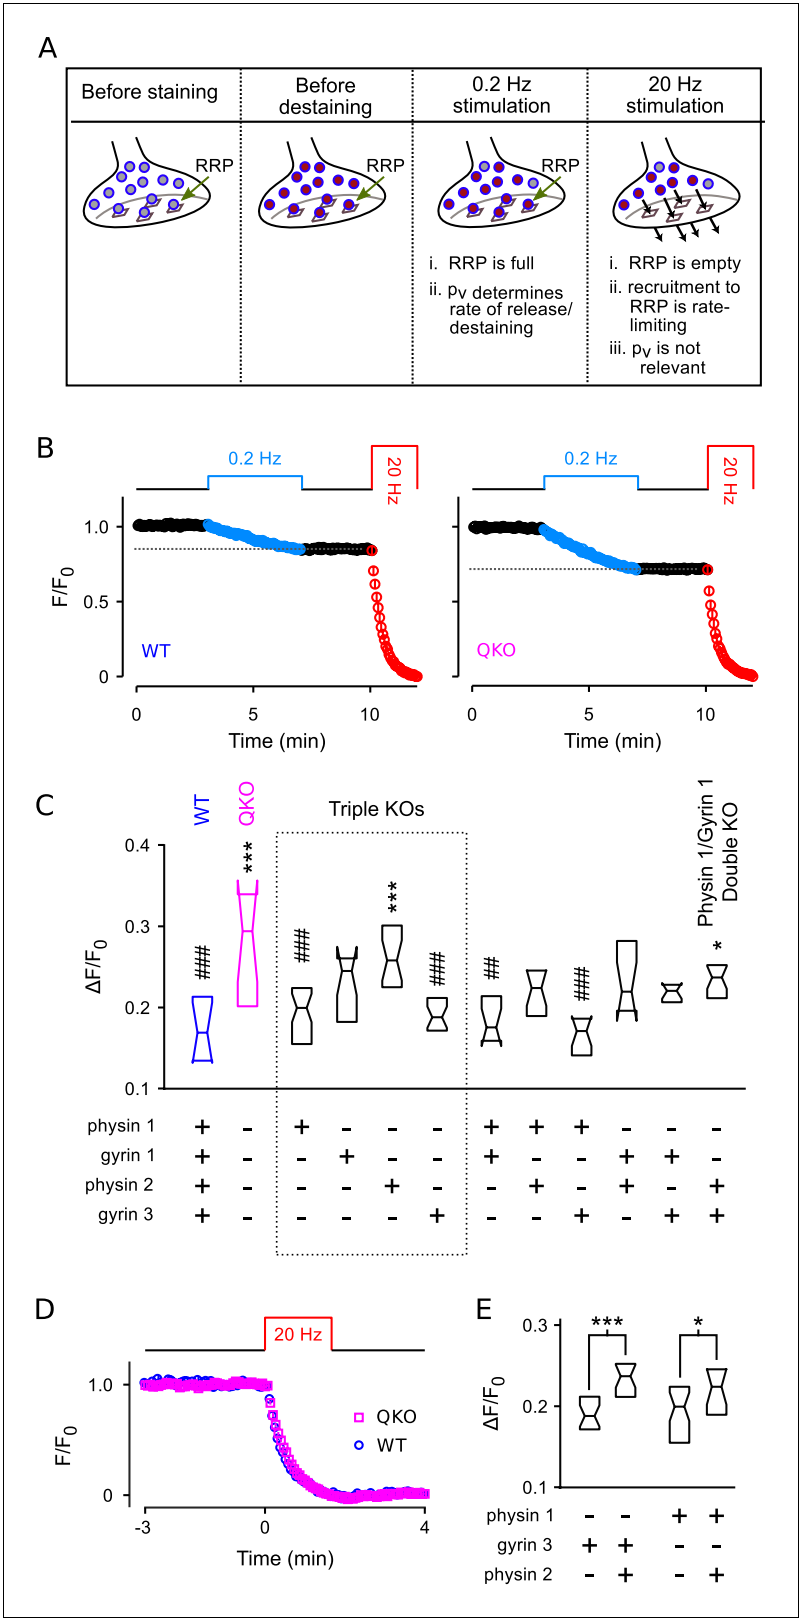 A
Before staining
Before
destaining
0.2 Hz
stimulation
20 Hz
stimulation
RRP
RRP
RRP
i. RRP is full
ii. pv determines
rate of release/
destaining
i. RRP is empty
ii. recruitment to
RRP is rate-
limiting
iii. pv is not
relevant
B
0.2 Hz
20 Hz
0.2 Hz
20 Hz
F/F0
1.0
0.5
0
WT
QKO
0 5 10
0 5 10
Time (min)
Time (min)
C
WT
QKO
Triple KOs
Physin 1/Gyrin 1
Double KO
ΔF/F0
0.4
0.3
0.2
0.1
###
***
###
***
###
##
###
*
physin 1 + - + - - - + + + - - -
gyrin 1 + - - + - - + - - + + -
physin 2 + - - - + - - + - + - +
gyrin 3 + - - - - + - - + - + +
D
20 Hz
F/F0
1.0
0
QKO
WT
-3 0 4
Time (min)
E
ΔF/F0
0.3
0.2
0.1
***
*
physin 1 - - + +
gyrin 3 + + - -
physin 2 - + - +